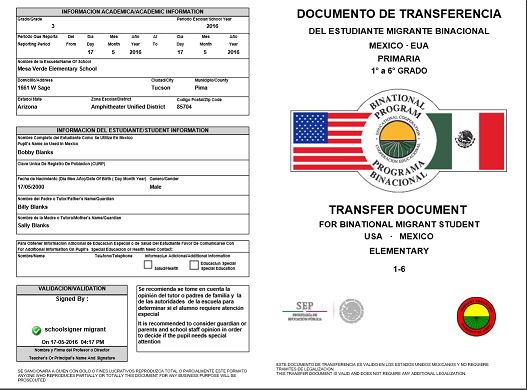 INFORMACION ACADEMICA/ACADEMIC INFORMATION
Grado/Grade Periodo Escolar/School Year
3 2016
Periodo Que Reporta Del Dia Mes Año Al Dia Mes Año
Reporting Period From Day Month Year To Day Month Year
17 5 2016 17 5 2016
Nombre de la Escuela/Name Of School
Mesa Verde Elementary School
Domicilio/Address Ciudad/City Municipio/County
1661 W Sage Tucson Pima
Estado/State Zona Escolar/District Codigo Postal/Zip Code
Arizona Amphitheater Unified District 85704
INFORMACION DEL ESTUDIANTE/STUDENT INFORMATION
Nombre Completo del Estudiante Como Se Utiliza En Mexico
Pupil's Name as Used in Mexico
Bobby Blanks
Clave Unica De Registro De Poblacion (CURP)
Fecha de Nacimiento (Dia Mes Año)/Date Of Birth ( Day Month Year) Genero/Gender
17/05/2000 Male
Nombre del Padre o Tutor/Father's Name/Guardian
Billy Blanks
Nombre de la Madre o Tutora/Mother's Name/Guardian
Sally Blanks
Para Obtener Informacion Adicional de Educacion Especial o de Salud Del Estudiante Favor De Comunicarse Con
For Additional Information On Pupil's Special Education or Health Need Contact:
Nombre/Name Telefono/Telephone Informacion Adicional/Additional Information
Salud/Health Educacion Special
Special Education
VALIDACION/VALIDATION
Signed By :
schoolsigner migrant
On 17-05-2016 04:17 PM
Nombre y Firma del Profesor o Director
Teacher's Or Principal's Name And Signature
Se recomienda se tome en cuenta la
opinión del tutor o padres de familia y la
de las autoridades de la escuela para
determinar si el alumno requiere atención
especial
It is recommended to consider guardian or
parents and school staff opinion in order
to decide if the pupil needs special
attention
SE SANCIONARA A QUIEN CON DOLO O FINES LUCRATIVOS REPRODUZCA TOTAL O PARCIALMENTE ESTE FORMATO
ANYONE WHO REPRODUCES PARTIALLY OR TOTALLY THIS DOCUMENT FOR ANY BUSINESS PURPOSE WILL BE
PROSECUTED
DOCUMENTO DE TRANSFERENCIA
DEL ESTUDIANTE MIGRANTE BINACIONAL
MEXICO · EUA
PRIMARIA
1° a 6° GRADO
BINATIONAL PROGRAM
EDUCATIONAL COOPERATION
COOPERACION EDUCACIONAL
PROGRAMA BINACIONAL
TRANSFER DOCUMENT
FOR BINATIONAL MIGRANT STUDENT
USA · MEXICO
ELEMENTARY
1-6
SEP
SECRETARÍA DE
EDUCACIÓN PÚBLICA
ESTE DOCUMENTO DE TRANSFERENCIA ES VALIDO EN LOS ESTADOS UNIDOS MEXICANOS Y NO REQUIERE
TRAMITES DE LEGALIZACION.
THIS TRANSFER DOCUMENT IS VALID AND DOES NOT REQUIRE ANY ADDITIONAL LEGALIZATION.